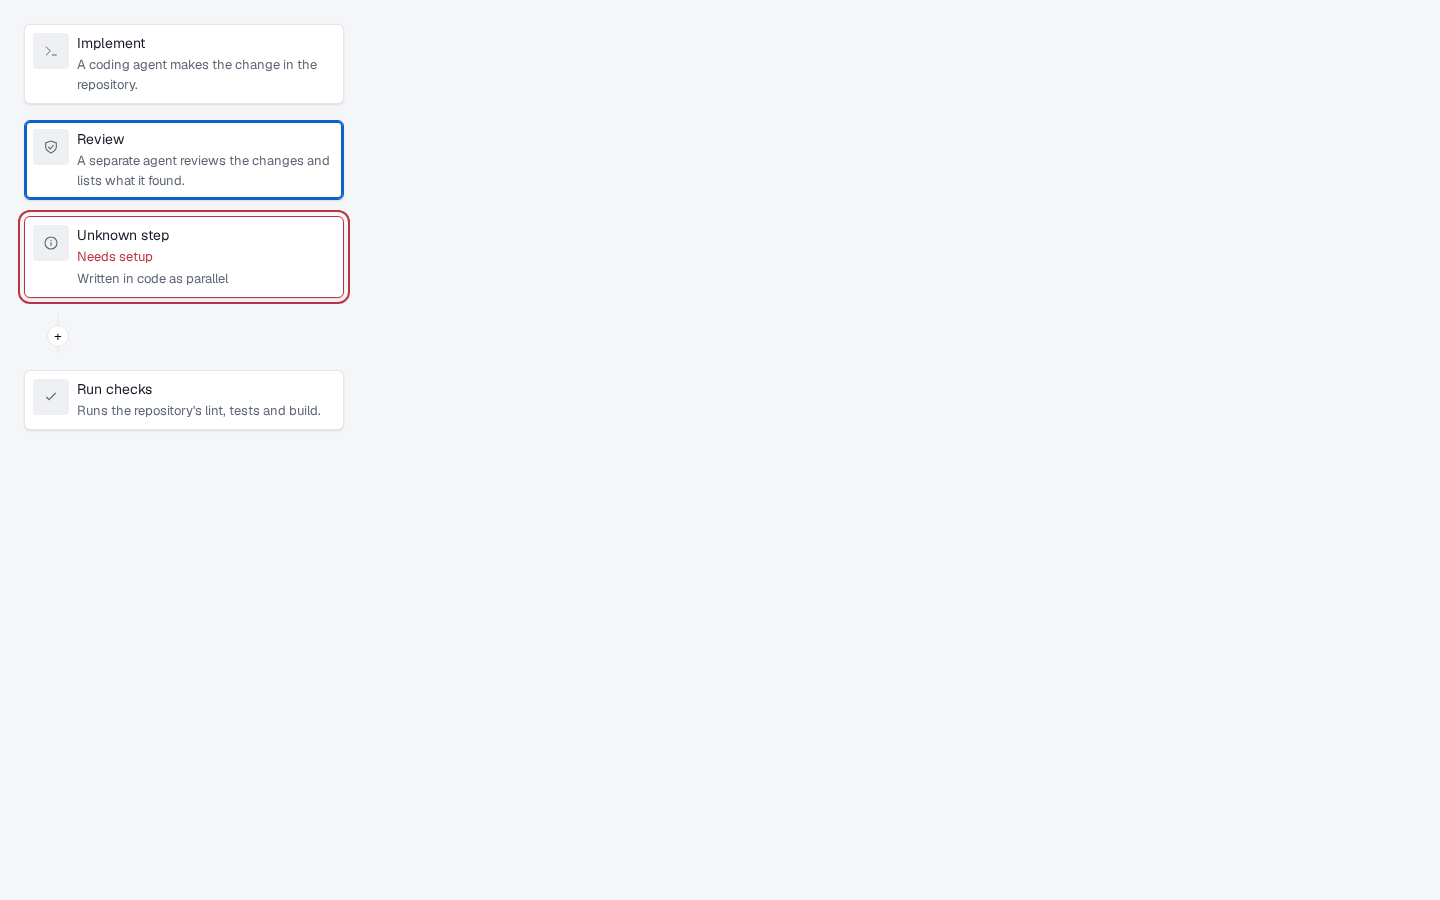 Implement
A coding agent makes the change in the
repository.
Review
A separate agent reviews the changes and
lists what it found.
Unknown step
Needs setup
Written in code as parallel
+
Run checks
Runs the repository's lint, tests and build.